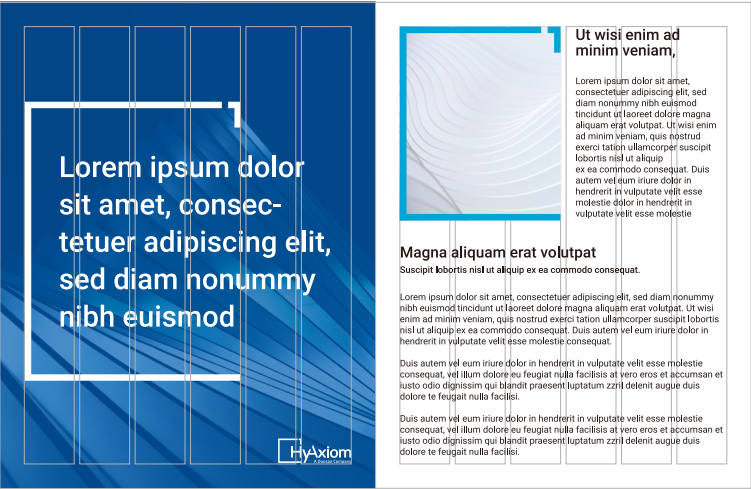 Lorem ipsum dolor
sit amet, consec-
tetuer adipiscing elit,
sed diam nonummy
nibh euismod
HyAxiom
A Doosan Company
Ut wisi enim ad
minim veniam,
Lorem ipsum dolor sit amet,
consectetuer adipiscing elit, sed
diam nonummy nibh euismod
tincidunt ut laoreet dolore magna
aliquam erat volutpat. Ut wisi enim
ad minim veniam, quis nostrud
exerci tation ullamcorper suscipit
lobortis nisl ut aliquip
ex ea commodo consequat. Duis
autem vel eum iriure dolor in
hendrerit in vulputate velit esse
molestie dolor in hendrerit in
vulputate velit esse molestie
Magna aliquam erat volutpat
Suscipit lobortis nisl ut aliquip ex ea commodo consequat.
Lorem ipsum dolor sit amet, consectetuer adipiscing elit, sed diam nonummy
nibh euismod tincidunt ut laoreet dolore magna aliquam erat volutpat. Ut wisi
enim ad minim veniam, quis nostrud exerci tation ullamcorper suscipit lobortis
nisl ut aliquip ex ea commodo consequat. Duis autem vel eum iriure dolor in
hendrerit in vulputate velit esse molestie consequat.
Duis autem vel eum iriure dolor in hendrerit in vulputate velit esse molestie
consequat, vel illum dolore eu feugiat nulla facilisis at vero eros et accumsan et
iusto odio dignissim qui blandit praesent luptatum zzril delenit augue duis
dolore te feugait nulla facilisi.
Duis autem vel eum iriure dolor in hendrerit in vulputate velit esse molestie
consequat, vel illum dolore eu feugiat nulla facilisis at vero eros et accumsan et
iusto odio dignissim qui blandit praesent luptatum zzril delenit augue duis
dolore te feugait nulla facilisi.